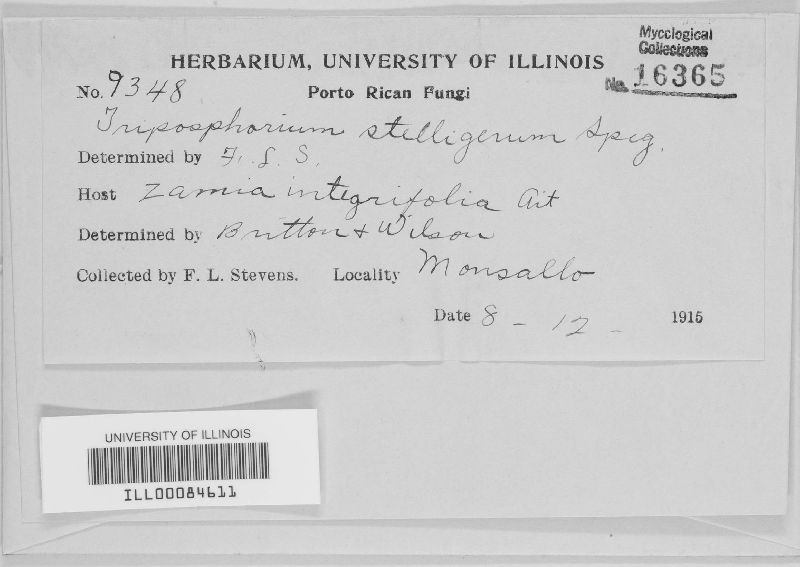 Mycological
Collections
No. 16365
HERBARIUM, UNIVERSITY OF ILLINOIS
No. 9348 Porto Rican Fungi
Triposphorium stelligerum Speg.
Determined by F. L. S.
Host Zamia integrifolia Ait
Determined by Britton & Wilson
Collected by F. L. Stevens. Locality Monsallo
Date 8 - 12 - 1915
UNIVERSITY OF ILLINOIS
ILL00084611